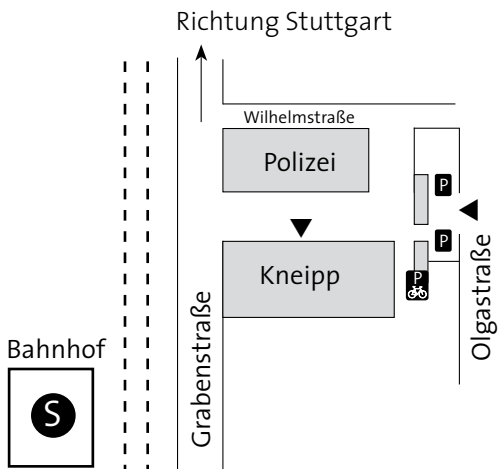 Richtung Stuttgart
Wilhelmstraße
Polizei
P
P
Kneipp
P
Grabenstraße
Olgastraße
Bahnhof
S